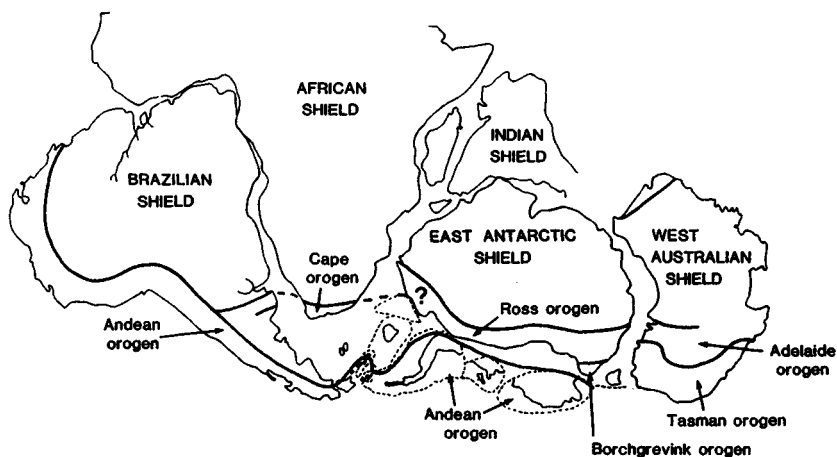 AFRICAN
SHIELD
INDIAN
SHIELD
BRAZILIAN
SHIELD
EAST ANTARCTIC
SHIELD
WEST
AUSTRALIAN
SHIELD
Cape
orogen
?
Ross orogen
Andean
orogen
Adelaide
orogen
Andean
orogen
Tasman orogen
Borchgrevink orogen